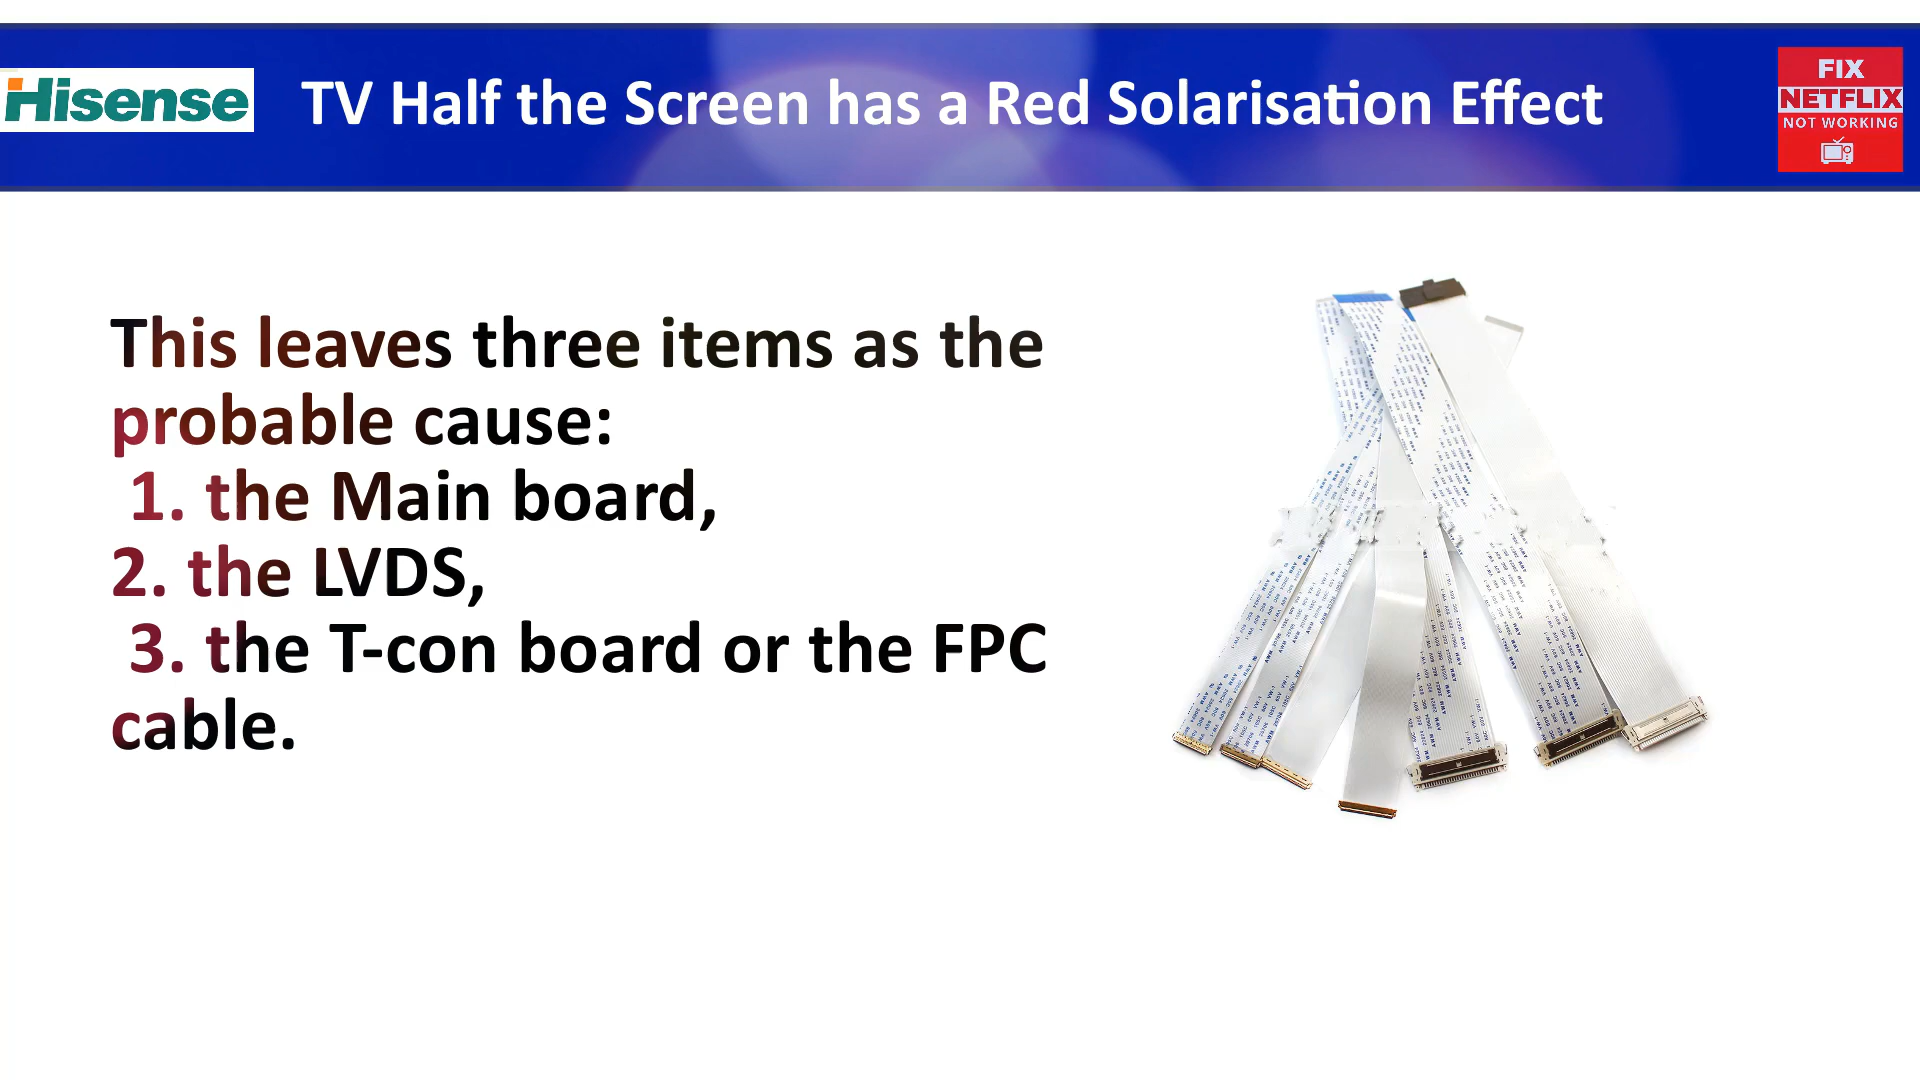 Hisense
TV Half the Screen has a Red Solarisation Effect
FIX
NETFLIX
NOT WORKING
This leaves three items as the
probable cause:
1. the Main board,
2. the LVDS,
3. the T-con board or the FPC
cable.